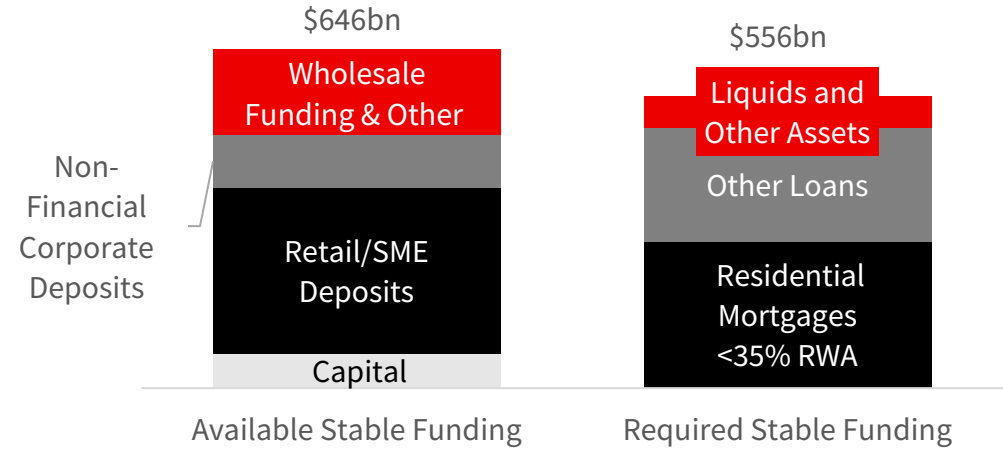 $646bn
Wholesale
Funding & Other
Non-
Financial
Corporate
Deposits
Retail/SME
Deposits
Capital
Available Stable Funding
$556bn
Liquids and
Other Assets
Other Loans
Residential
Mortgages
<35% RWA
Required Stable Funding